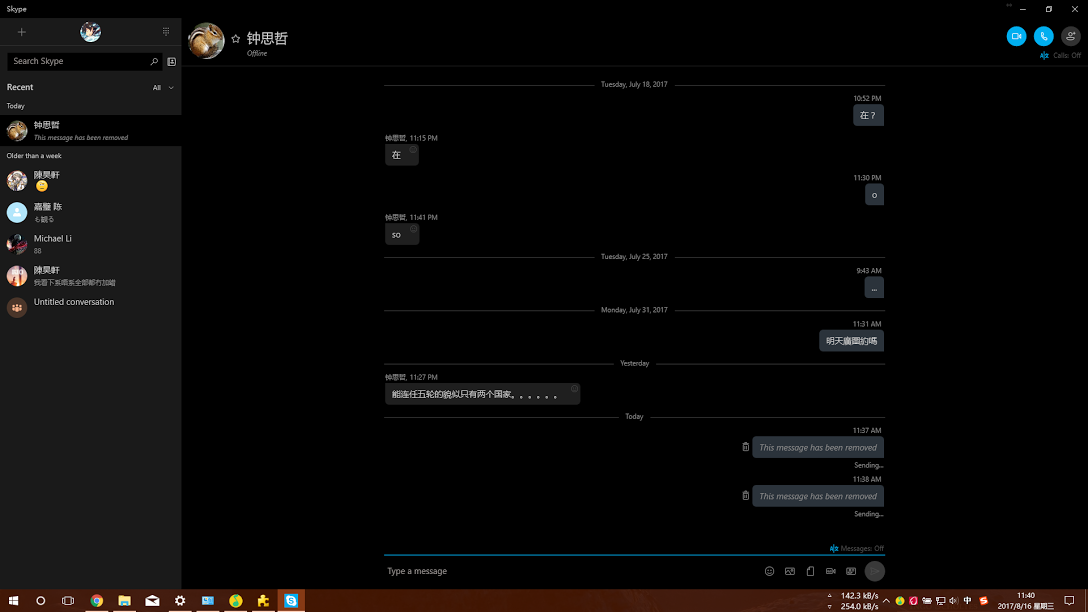 Skype
Search Skype
Recent
All
Today
钟思哲
This message has been removed
Older than a week
陳昊軒
嘉鑒 陈
も観る
Michael Li
88
陳昊軒
Untitled conversation
钟思哲
Offline
Calls: Off
Tuesday, July 18, 2017
10:52 PM
在？
钟思哲, 11:15 PM
在
11:30 PM
o
钟思哲, 11:41 PM
so
Tuesday, July 25, 2017
9:43 AM
...
Monday, July 31, 2017
11:31 AM
Yesterday
钟思哲, 11:27 PM
能连任五轮的貌似只有两个国家。。。。。。
Today
11:37 AM
This message has been removed
Sending...
11:38 AM
This message has been removed
Sending...
Messages: Off
Type a message
142.3 kB/s
254.0 kB/s
中
11:40
2017/8/16 星期三